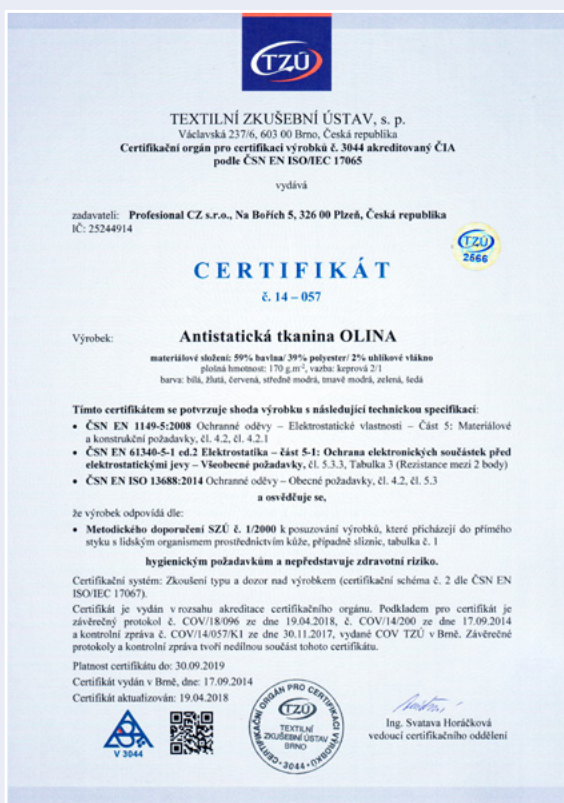 TZÚ
TEXTILNÍ ZKUŠEBNÍ ÚSTAV, s. p.
Václavská 237/6, 603 00 Brno, Česká republika
Certifikační orgán pro certifikaci výrobků č. 3044 akreditovaný ČIA
podle ČSN EN ISO/IEC 17065
vydává
zadavateli: Profesional CZ s.r.o., Na Bořích 5, 326 00 Plzeň, Česká republika
IČ: 25244914
TZÚ
2566
CERTIFIKÁT
č. 14 – 057
Výrobek: Antistatická tkanina OLINA
materiálové složení: 59% bavlna/ 39% polyester/ 2% uhlíkové vlákno
plošná hmotnost: 170 g.m⁻², vazba: keprová 2/1
barva: bílá, žlutá, červená, středně modrá, tmavě modrá, zelená, šedá
Tímto certifikátem se potvrzuje shoda výrobku s následující technickou specifikací:
• ČSN EN 1149-5:2008 Ochranné oděvy – Elektrostatické vlastnosti – Část 5: Materiálové
a konstrukční požadavky, čl. 4.2, čl. 4.2.1
• ČSN EN 61340-5-1 ed.2 Elektrostatika – část 5-1: Ochrana elektronických součástek před
elektrostatickými jevy – Všeobecné požadavky, čl. 5.3.3, Tabulka 3 (Rezistance mezi 2 body)
• ČSN EN ISO 13688:2014 Ochranné oděvy – Obecné požadavky, čl. 4.2, čl. 5.3
a osvědčuje se,
že výrobek odpovídá dle:
• Metodického doporučení SZÚ č. 1/2000 k posuzování výrobků, které přicházejí do přímého
styku s lidským organismem prostřednictvím kůže, případně sliznic, tabulka č. 1
hygienickým požadavkům a nepředstavuje zdravotní riziko.
Certifikační systém: Zkoušení typu a dozor nad výrobkem (certifikační schéma č. 2 dle ČSN EN
ISO/IEC 17067).
Certifikát je vydán v rozsahu akreditace certifikačního orgánu. Podkladem pro certifikát je
závěrečný protokol č. COV/18/096 ze dne 19.04.2018, č. COV/14/200 ze dne 17.09.2014
a kontrolní zpráva č. COV/14/057/K1 ze dne 30.11.2017, vydané COV TZÚ v Brně. Závěrečné
protokoly a kontrolní zpráva tvoří nedílnou součást tohoto certifikátu.
Platnost certifikátu do: 30.09.2019
Certifikát vydán v Brně, dne: 17.09.2014
Certifikát aktualizován: 19.04.2018
V 3044
CERTIFIKAČNÍ ORGÁN PRO CERTIFIKACI VÝROBKŮ
TZÚ
TEXTILNÍ
ZKUŠEBNÍ ÚSTAV
BRNO
3044
Ing. Svatava Horáčková
vedoucí certifikačního oddělení